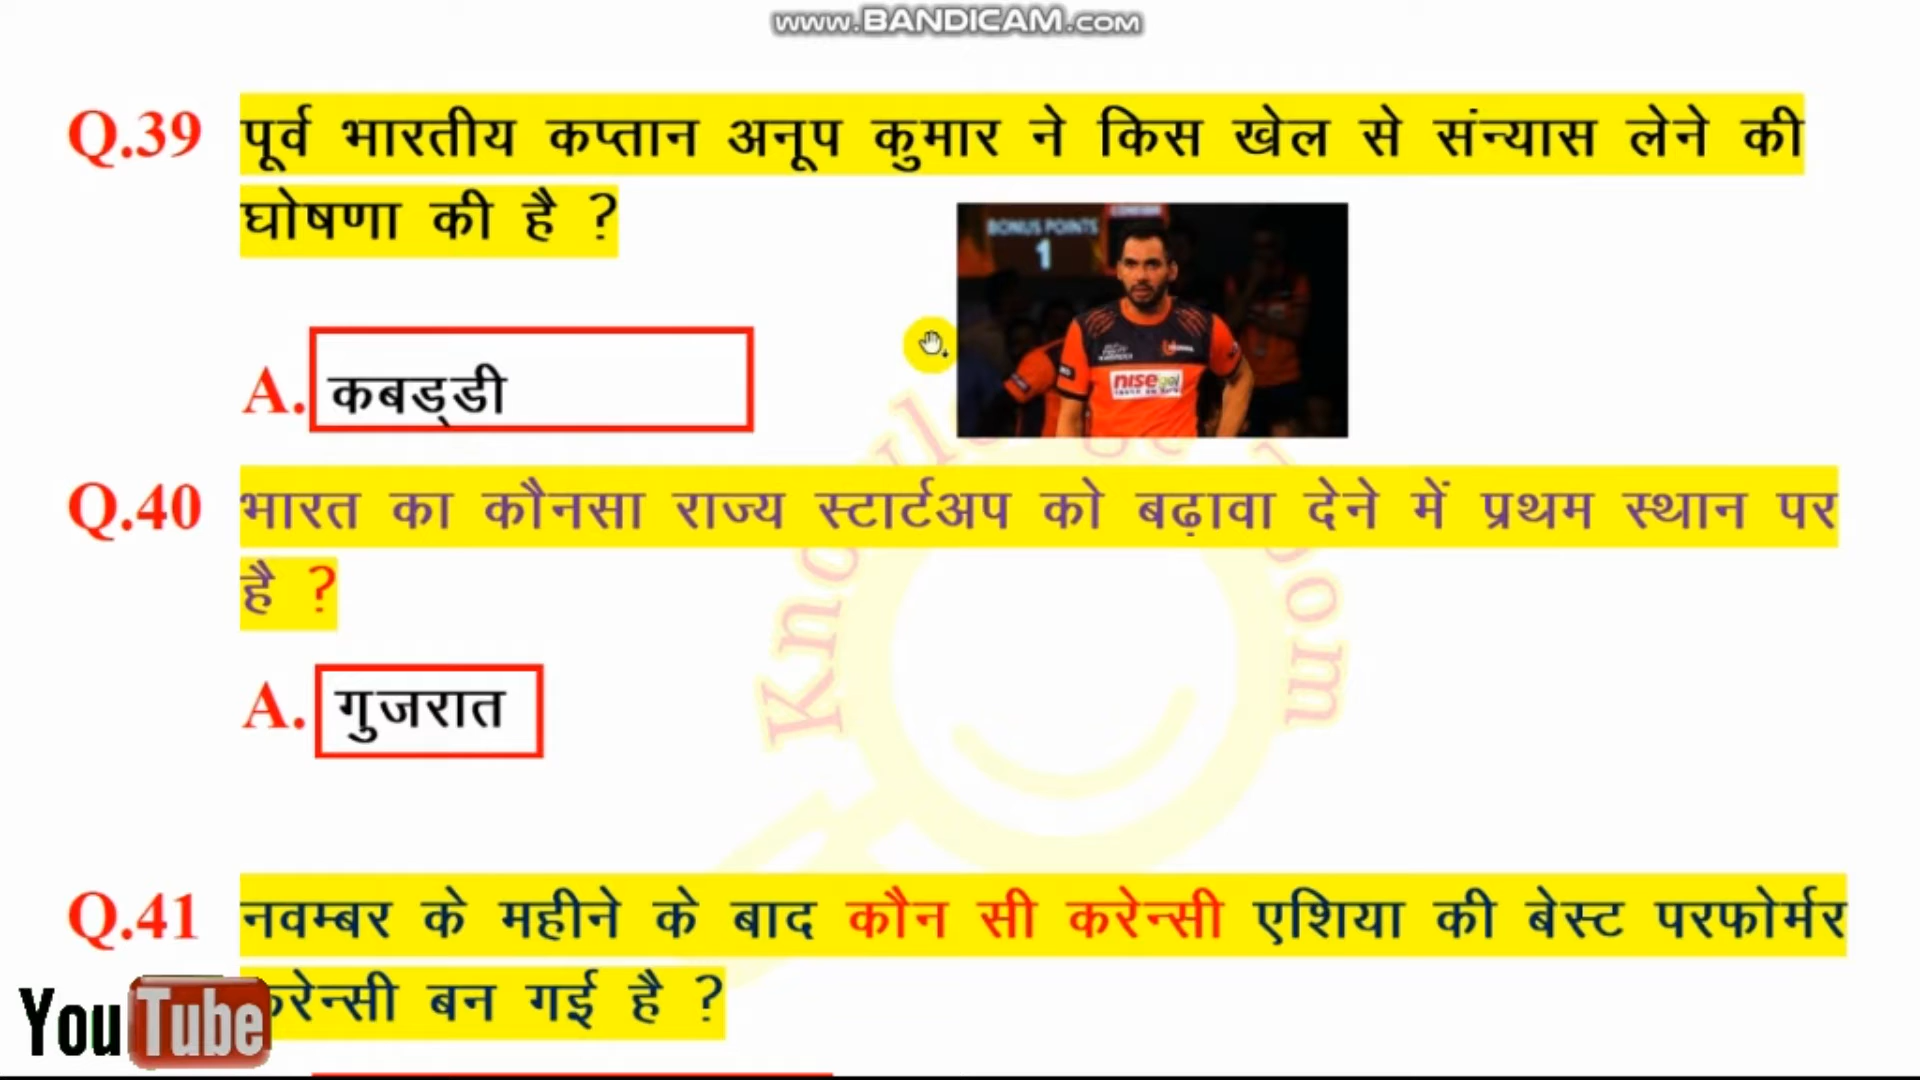 www.BANDICAM.com
Q.39 पूर्व भारतीय कप्तान अनूप कुमार ने किस खेल से संन्यास लेने की
घोषणा की है ?
BONUS POINTS
1
nise
A. कबड्डी
Q.40 भारत का कौनसा राज्य स्टार्टअप को बढ़ावा देने में प्रथम स्थान पर
है ?
A. गुजरात
Q.41 नवम्बर के महीने के बाद कौन सी करेन्सी एशिया की बेस्ट परफोर्मर
करेन्सी बन गई है ?
YouTube